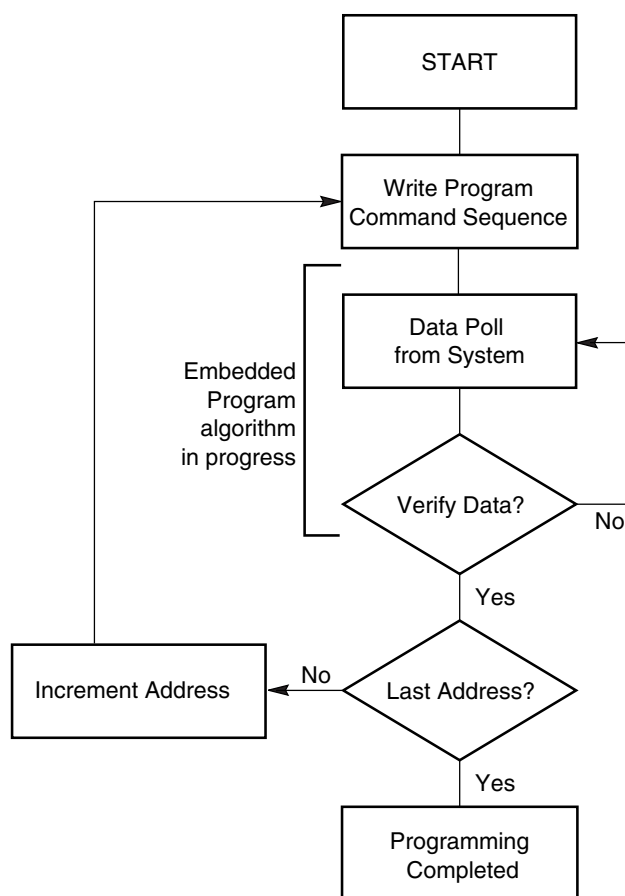 START
Write Program
Command Sequence
Data Poll
from System
Embedded
Program
algorithm
in progress
Verify Data?
No
Yes
Increment Address
No
Last Address?
Yes
Programming
Completed